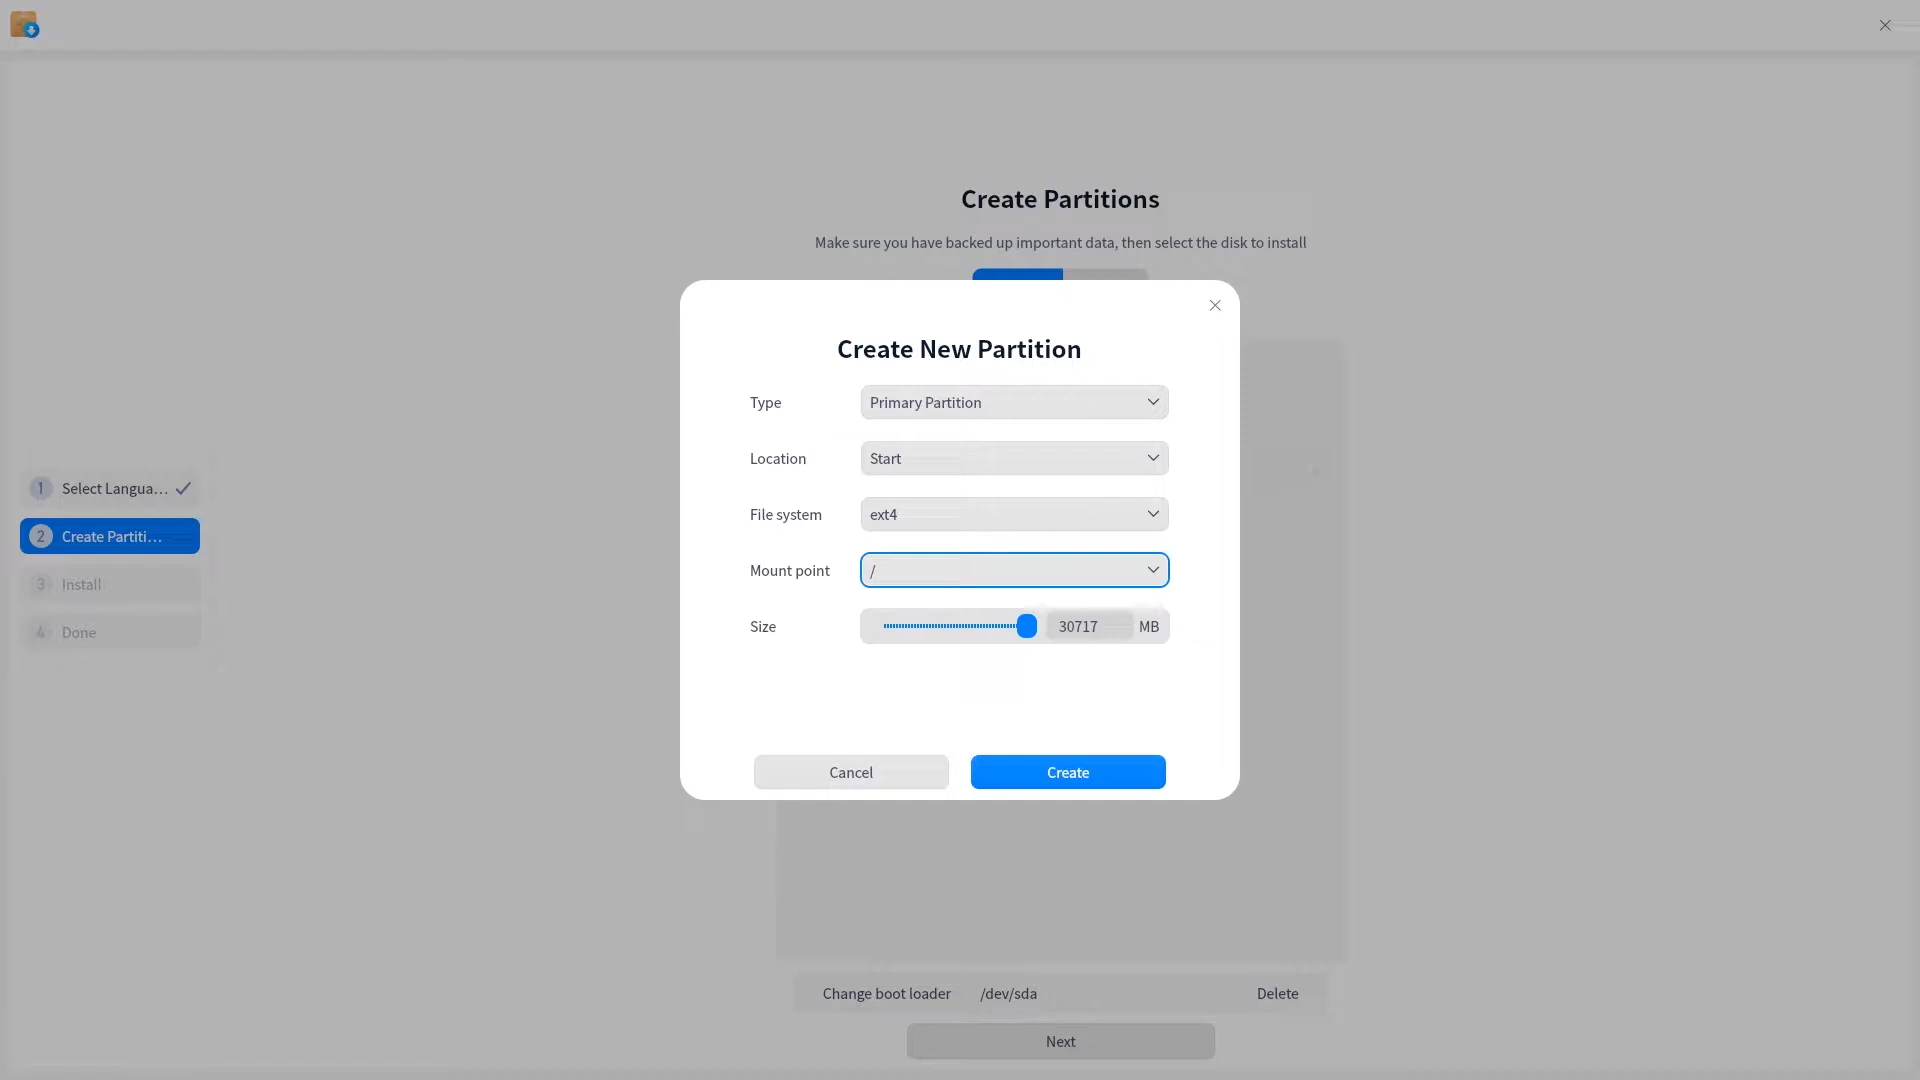 Create Partitions
Make sure you have backed up important data, then select the disk to install
Create New Partition
Type
Primary Partition
Location
Start
File system
ext4
Mount point
/
Size
30717
MB
Cancel
Create
1
Select Langua...
2
Create Partiti...
3
Install
4
Done
Change boot loader
/dev/sda
Delete
Next